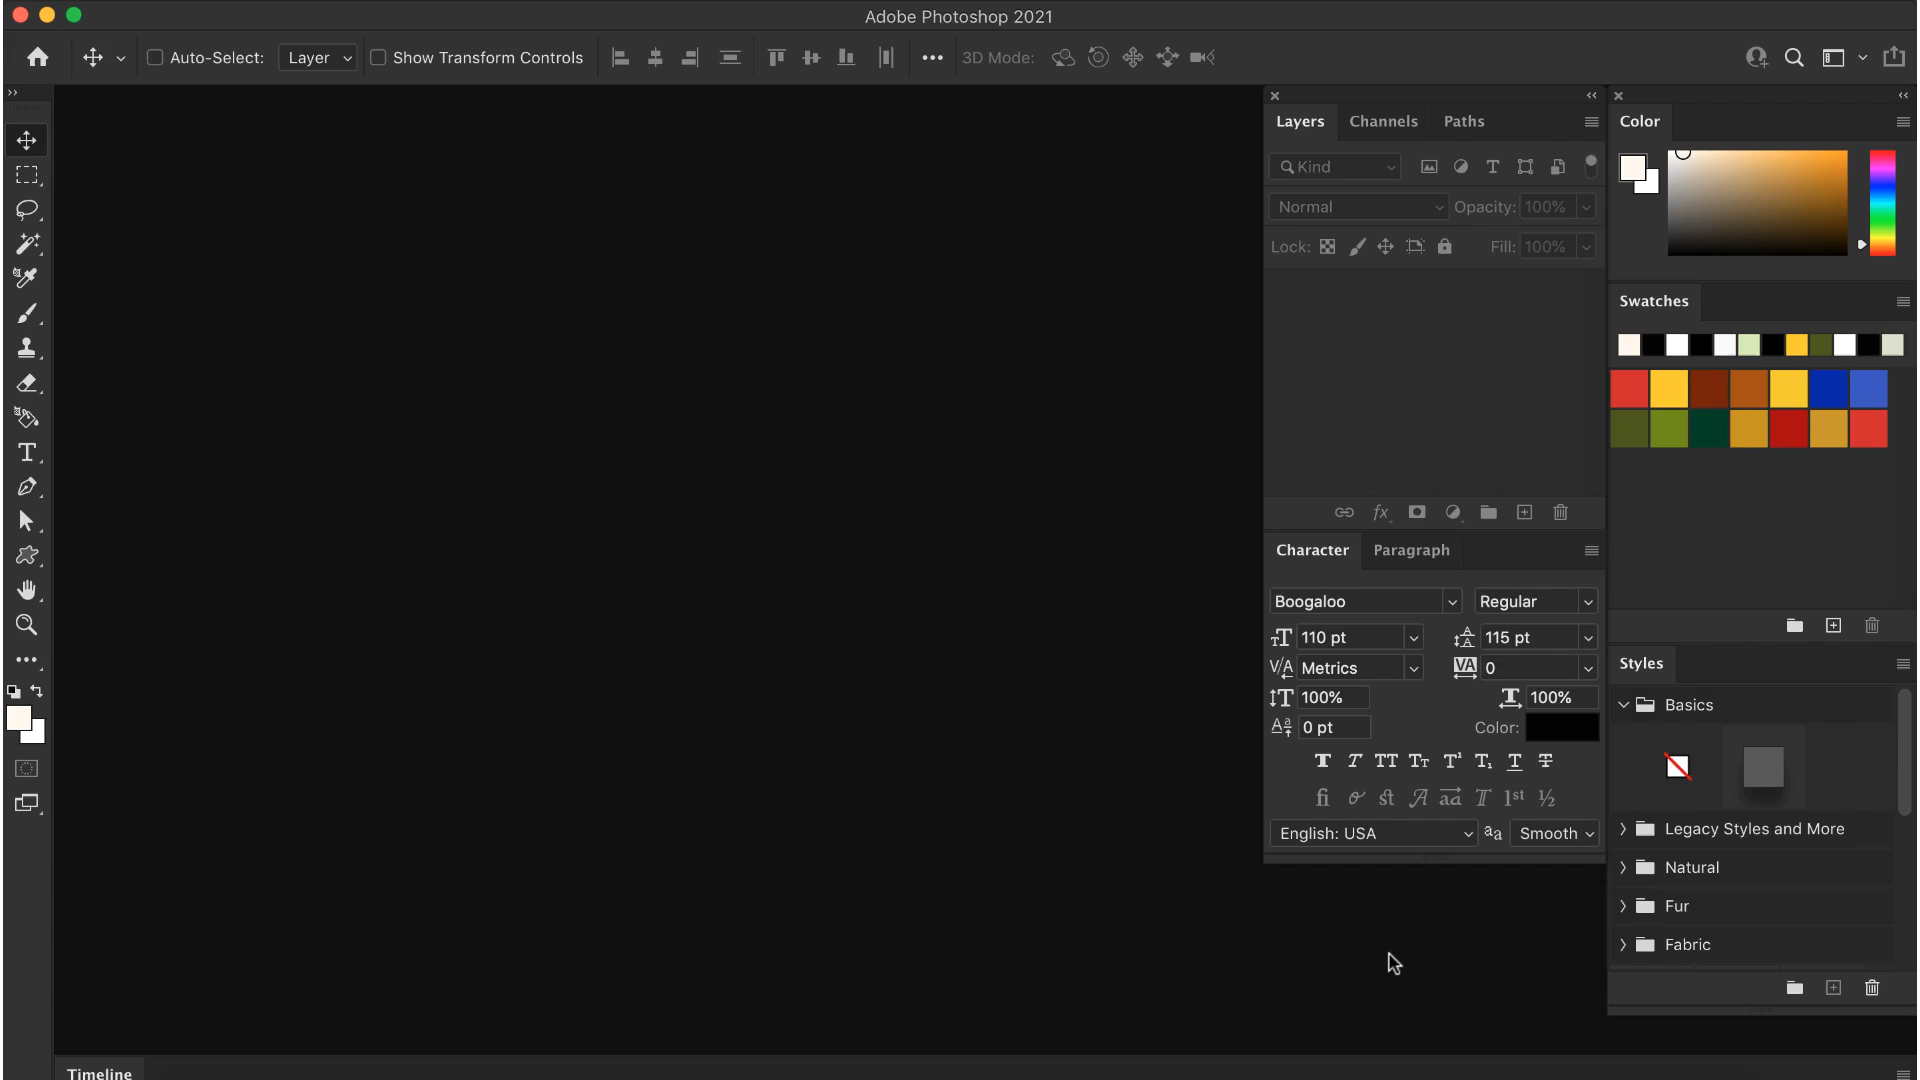 Adobe Photoshop 2021
Auto-Select: Layer Show Transform Controls 3D Mode:
Layers Channels Paths
Kind
Normal Opacity: 100%
Lock: Fill: 100%
Character Paragraph
Boogaloo Regular
110 pt 115 pt
Metrics 0
100% 100%
0 pt Color:
English: USA Smooth
Color
Swatches
Styles
Basics
Legacy Styles and More
Natural
Fur
Fabric
Timeline